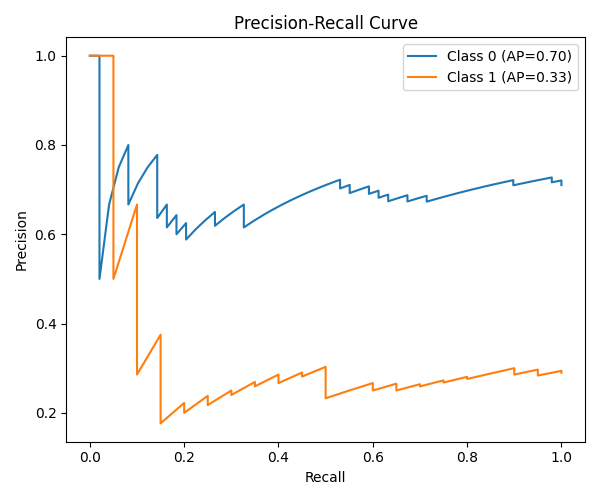 Precision-Recall Curve
Class 0 (AP=0.70)
Class 1 (AP=0.33)
1.0
0.8
0.6
0.4
0.2
Precision
0.0
0.2
0.4
0.6
0.8
1.0
Recall